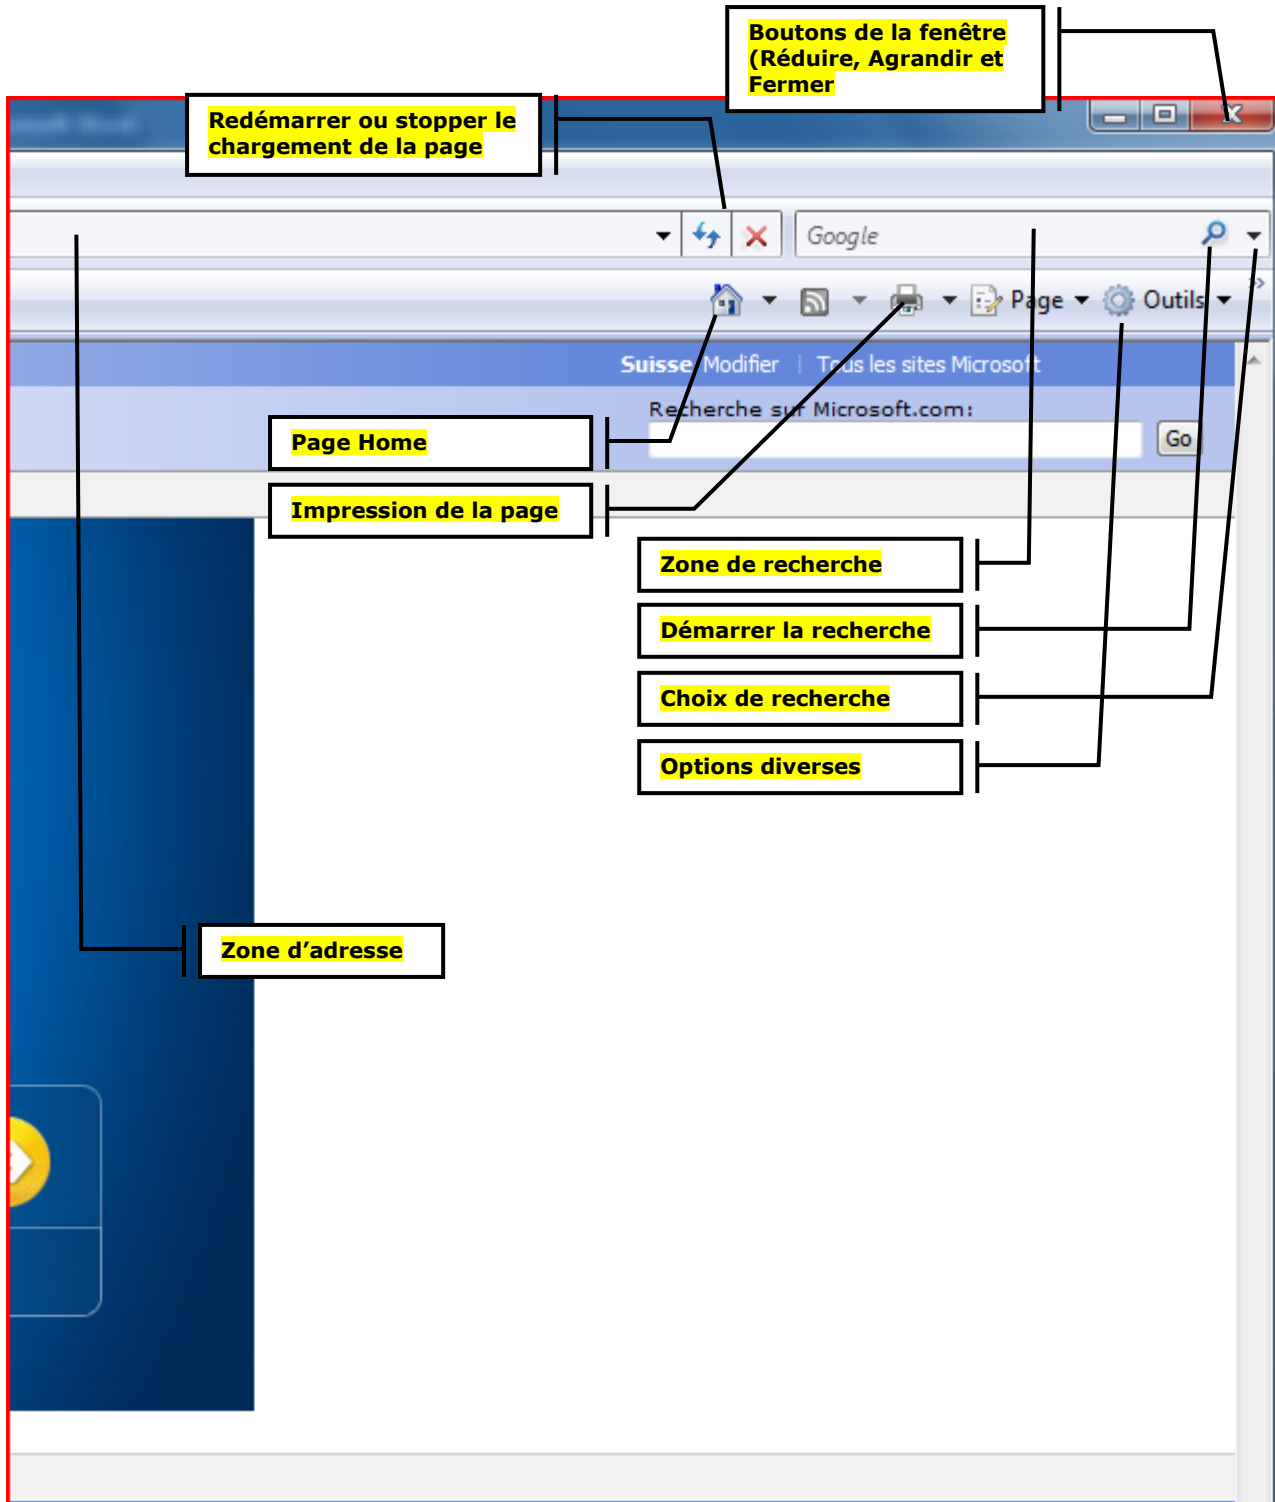 Boutons de la fenêtre
(Réduire, Agrandir et
Fermer
Redémarrer ou stopper le
chargement de la page
Google
Page
Outils
Suisse Modifier | Tous les sites Microsoft
Recherche sur Microsoft.com:
Go
Page Home
Impression de la page
Zone de recherche
Démarrer la recherche
Choix de recherche
Options diverses
Zone d’adresse